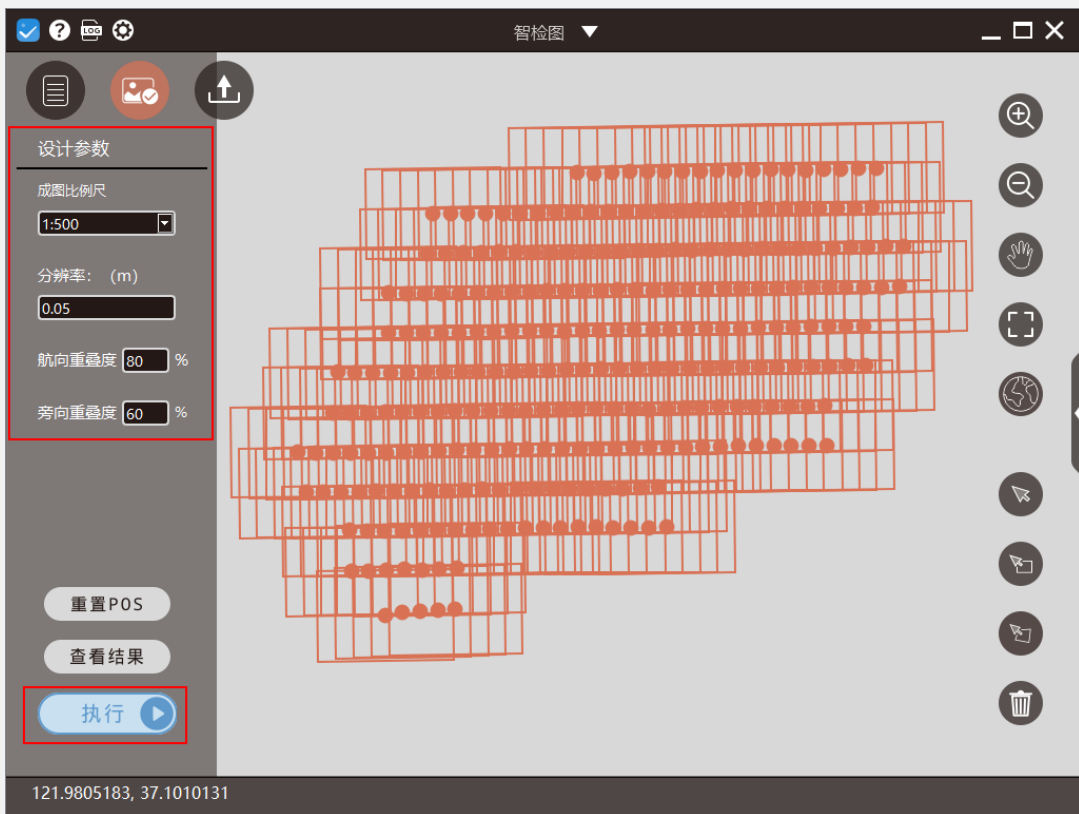 ? LOG
智检图
设计参数
成图比例尺
1:500
分辨率: (m)
0.05
航向重叠度 80 %
旁向重叠度 60 %
重置POS
查看结果
执行
121.9805183, 37.1010131